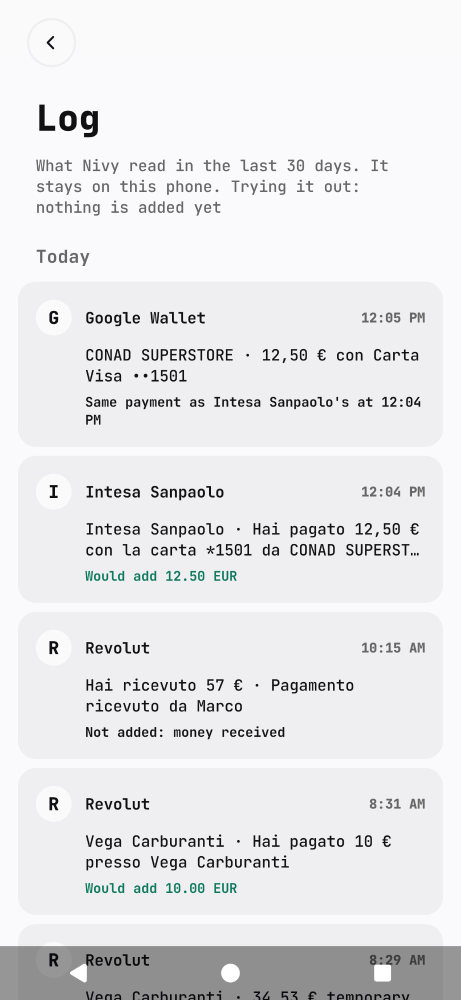 Log
What Nivy read in the last 30 days. It
stays on this phone. Trying it out:
nothing is added yet
Today
G Google Wallet 12:05 PM
CONAD SUPERSTORE · 12,50 € con Carta
Visa ••1501
Same payment as Intesa Sanpaolo's at 12:04
PM
I Intesa Sanpaolo 12:04 PM
Intesa Sanpaolo · Hai pagato 12,50 €
con la carta *1501 da CONAD SUPERST…
Would add 12.50 EUR
R Revolut 10:15 AM
Hai ricevuto 57 € · Pagamento
ricevuto da Marco
Not added: money received
R Revolut 8:31 AM
Vega Carburanti · Hai pagato 10 €
presso Vega Carburanti
Would add 10.00 EUR
R Revolut 8:29 AM
Vega Carburanti · 34,53 € temporary